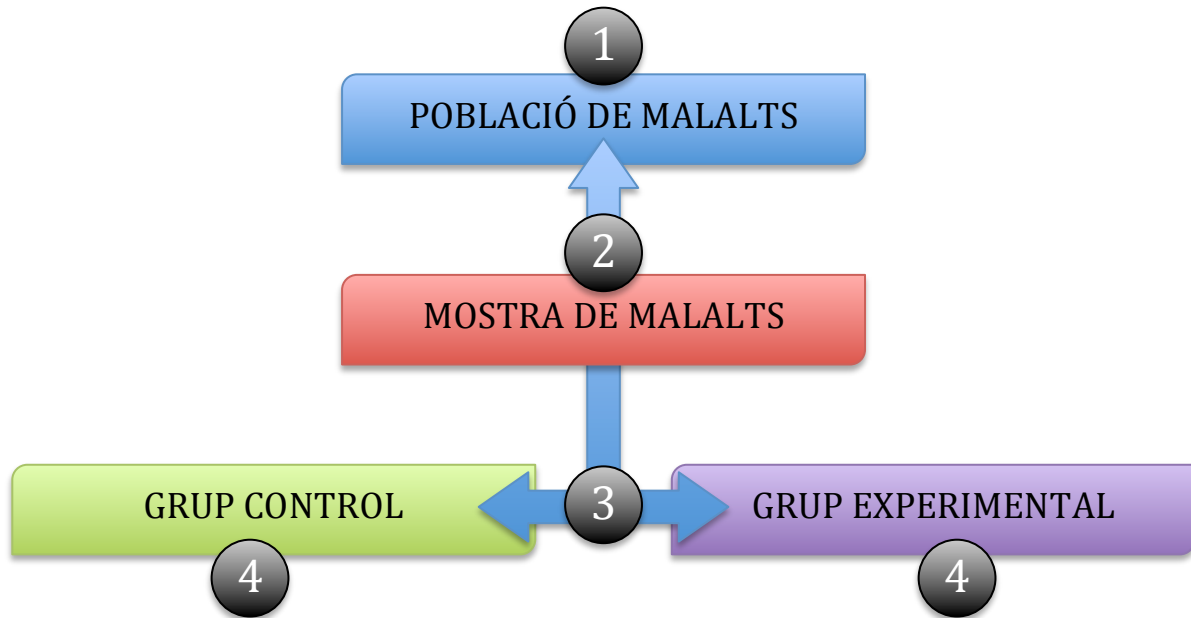 1
POBLACIÓ DE MALALTS
2
MOSTRA DE MALALTS
GRUP CONTROL
3
GRUP EXPERIMENTAL
4
4